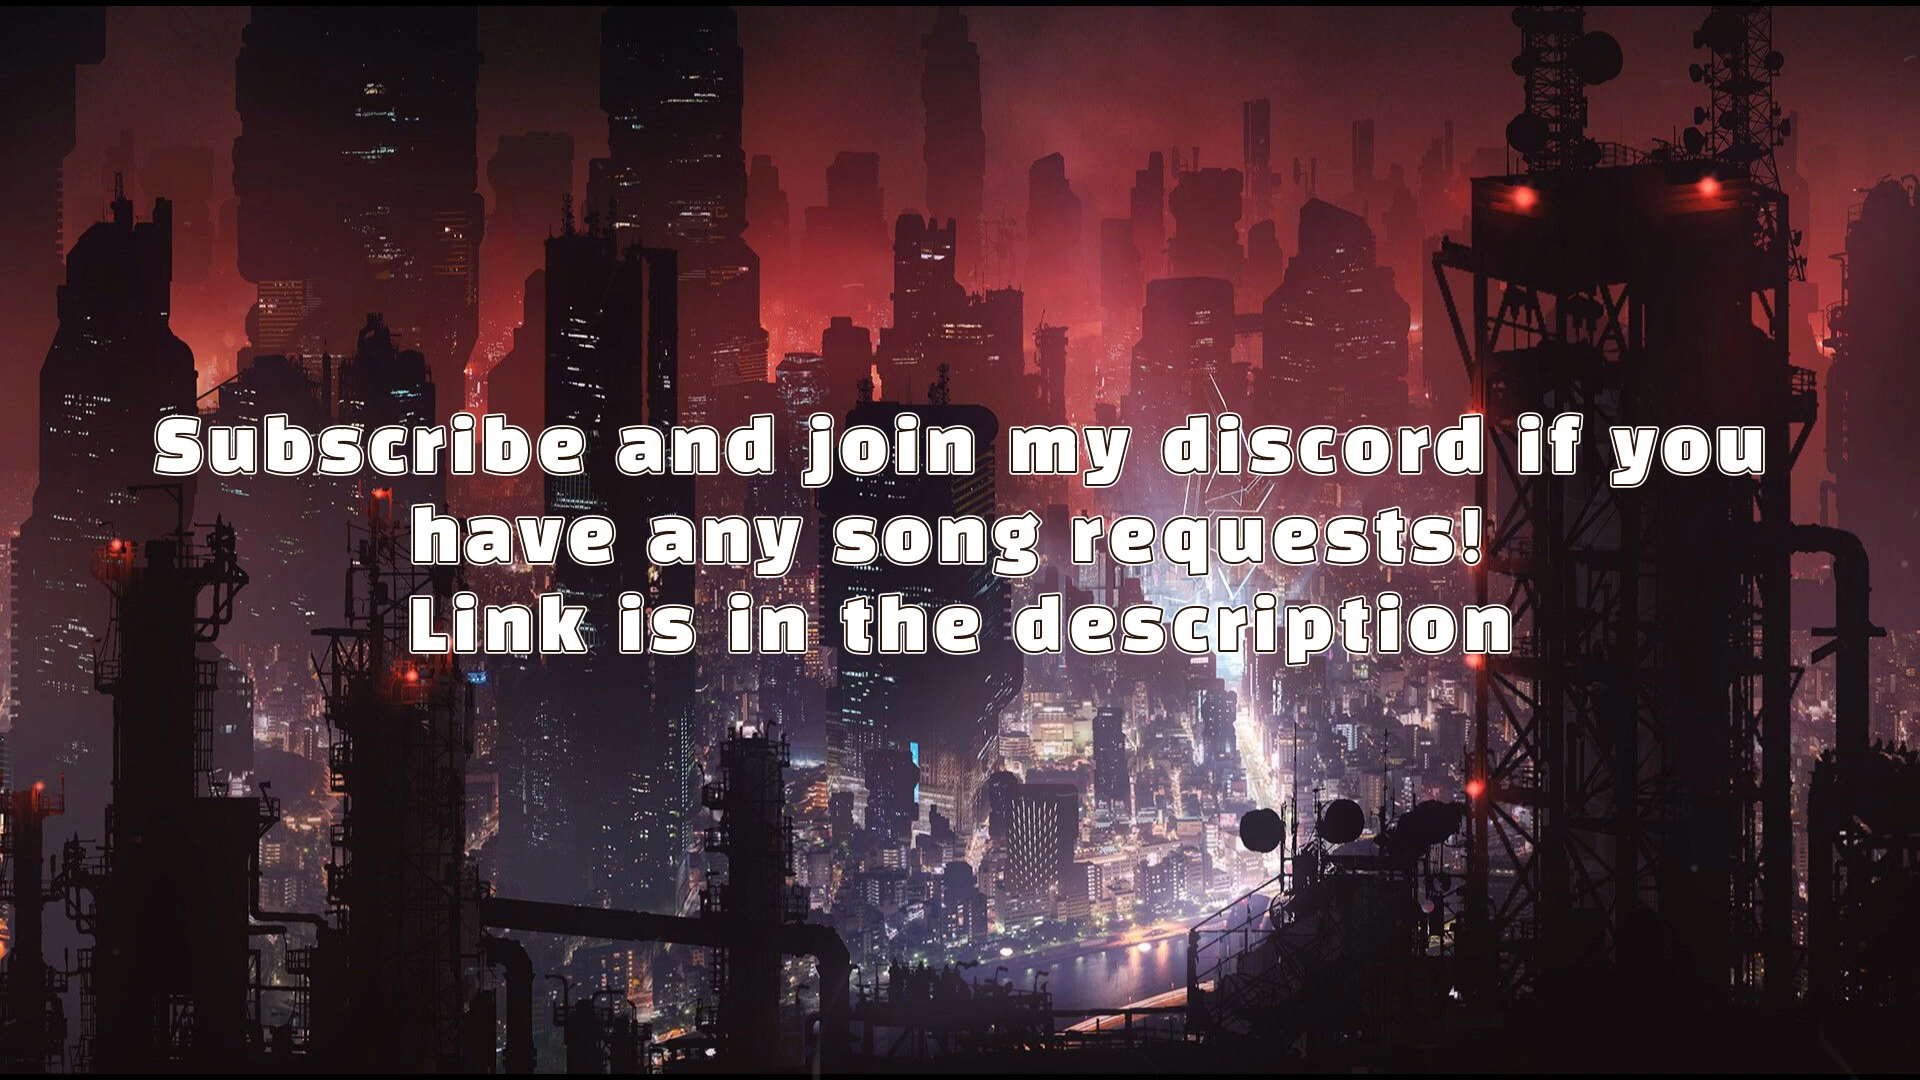 Subscribe and join my discord if you
have any song requests!
Link is in the description